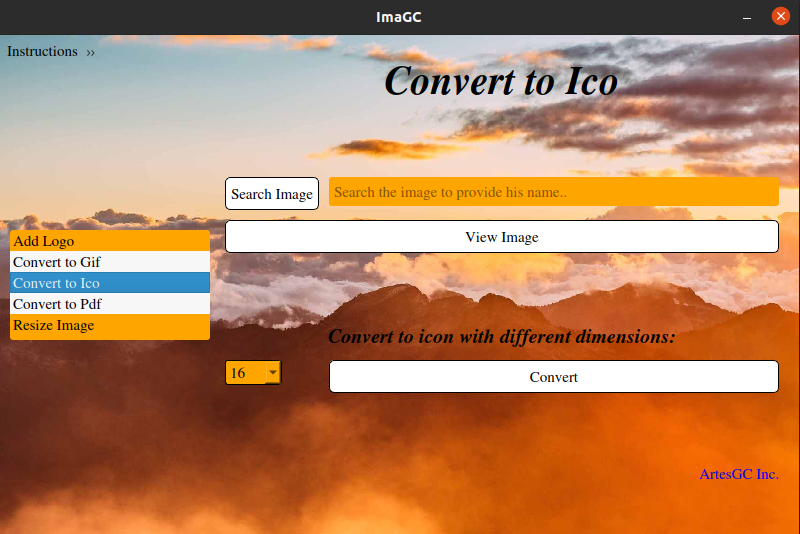 ImaGC
Instructions ››
Convert to Ico
Search Image
Search the image to provide his name..
View Image
Add Logo
Convert to Gif
Convert to Ico
Convert to Pdf
Resize Image
Convert to icon with different dimensions:
16
Convert
ArtesGC Inc.